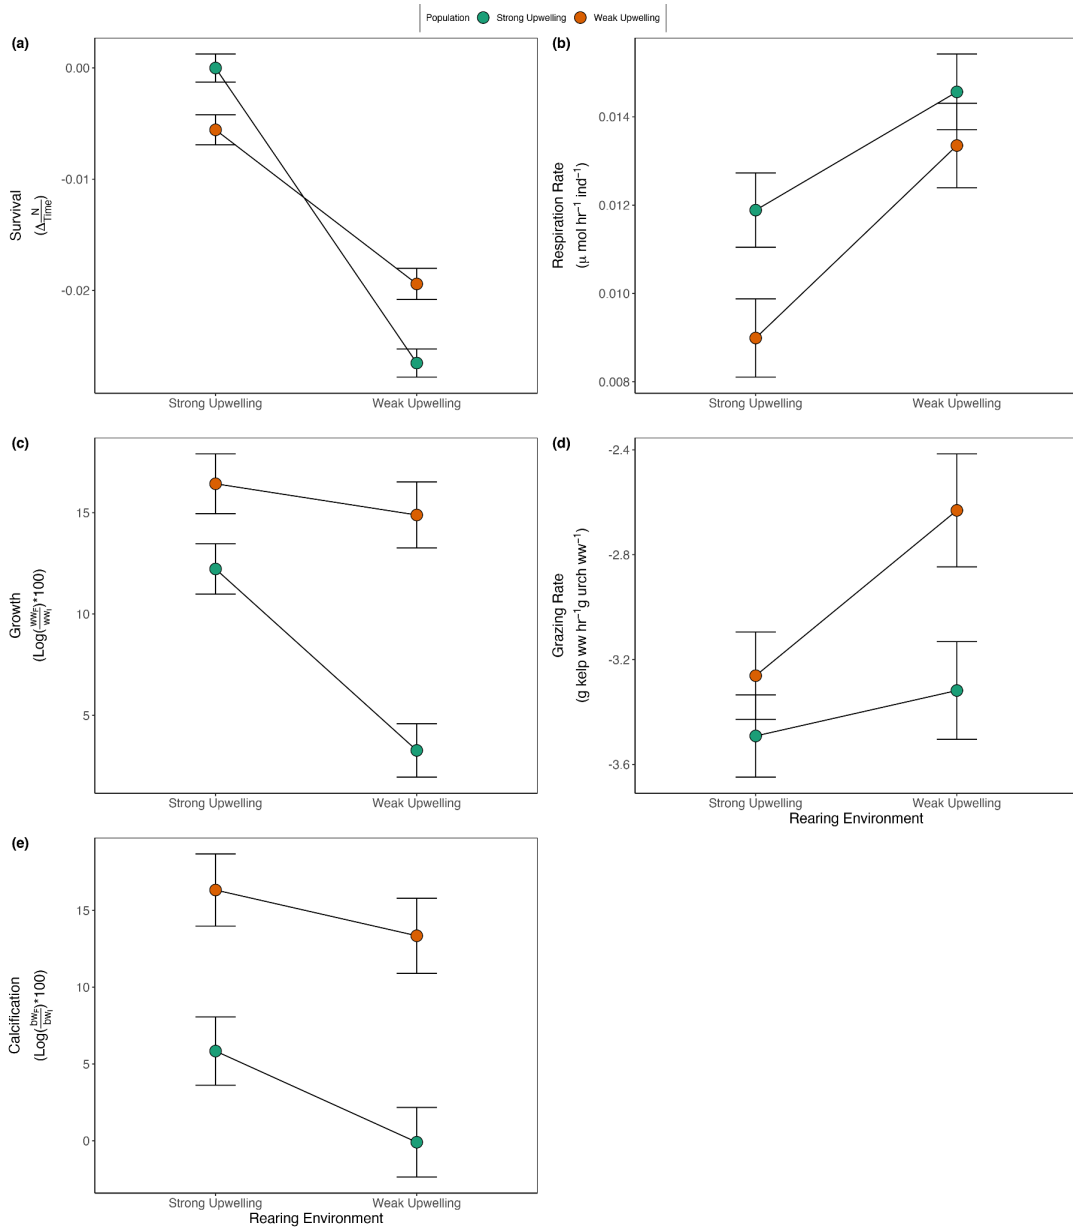 Population Strong Upwelling Weak Upwelling
(a)
0.00
-0.01
-0.02
Survival
(Δ N/Time)
Strong Upwelling Weak Upwelling
(b)
0.014
0.012
0.010
0.008
Respiration Rate
(μ mol hr⁻¹ ind⁻¹)
Strong Upwelling Weak Upwelling
(c)
15
10
5
Growth
(Log(ww_F/ww_I)*100)
Strong Upwelling Weak Upwelling
(d)
-2.4
-2.8
-3.2
-3.6
Grazing Rate
(g kelp ww hr⁻¹g urch ww⁻¹)
Strong Upwelling Weak Upwelling
Rearing Environment
(e)
15
10
5
0
Calcification
(Log(bw_F/bw_I)*100)
Strong Upwelling Weak Upwelling
Rearing Environment